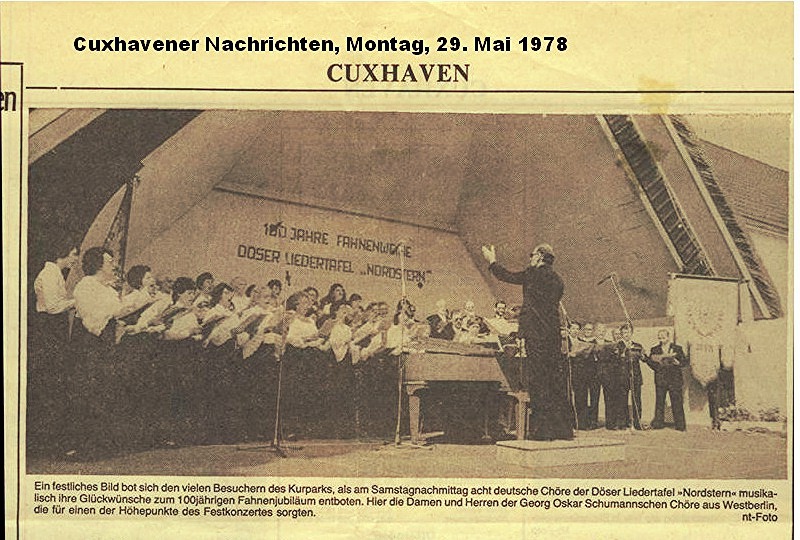 Cuxhavener Nachrichten, Montag, 29. Mai 1978
CUXHAVEN
en
100 JAHRE FAHNENWEIHE
DÖSER LIEDERTAFEL „NORDSTERN“
Ein festliches Bild bot sich den vielen Besuchern des Kurparks, als am Samstagnachmittag acht deutsche Chöre der Döser Liedertafel »Nordstern« musika-
lisch ihre Glückwünsche zum 100jährigen Fahnenjubiläum entboten. Hier die Damen und Herren der Georg Oskar Schumannschen Chöre aus Westberlin,
die für einen der Höhepunkte des Festkonzertes sorgten.
nt-Foto